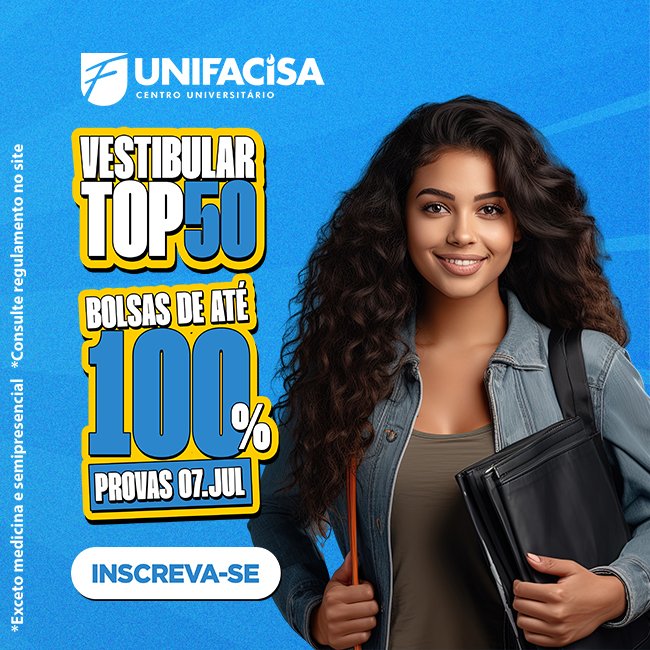 UNIFACISA
CENTRO UNIVERSITÁRIO
VESTIBULAR
TOP50
BOLSAS DE ATÉ
100%
PROVAS 07.JUL
INSCREVA-SE
*Exceto medicina e semipresencial *Consulte regulamento no site